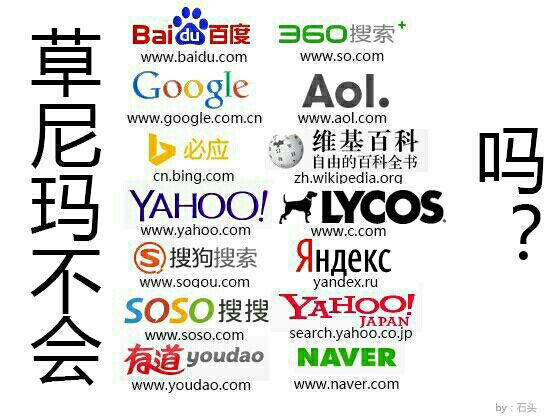 草尼玛不会
Baidu百度
www.baidu.com
360搜索+
www.so.com
Google
www.google.com.cn
Aol.
www.aol.com
必应
cn.bing.com
维基百科
自由的百科全书
zh.wikipedia.org
YAHOO!
www.yahoo.com
LYCOS
www.c.com
S搜狗搜索
www.sogou.com
Яндекс
yandex.ru
SOSO搜搜
www.soso.com
YAHOO!
JAPAN
search.yahoo.co.jp
有道youdao
www.youdao.com
NAVER
www.naver.com
吗？
by：石头